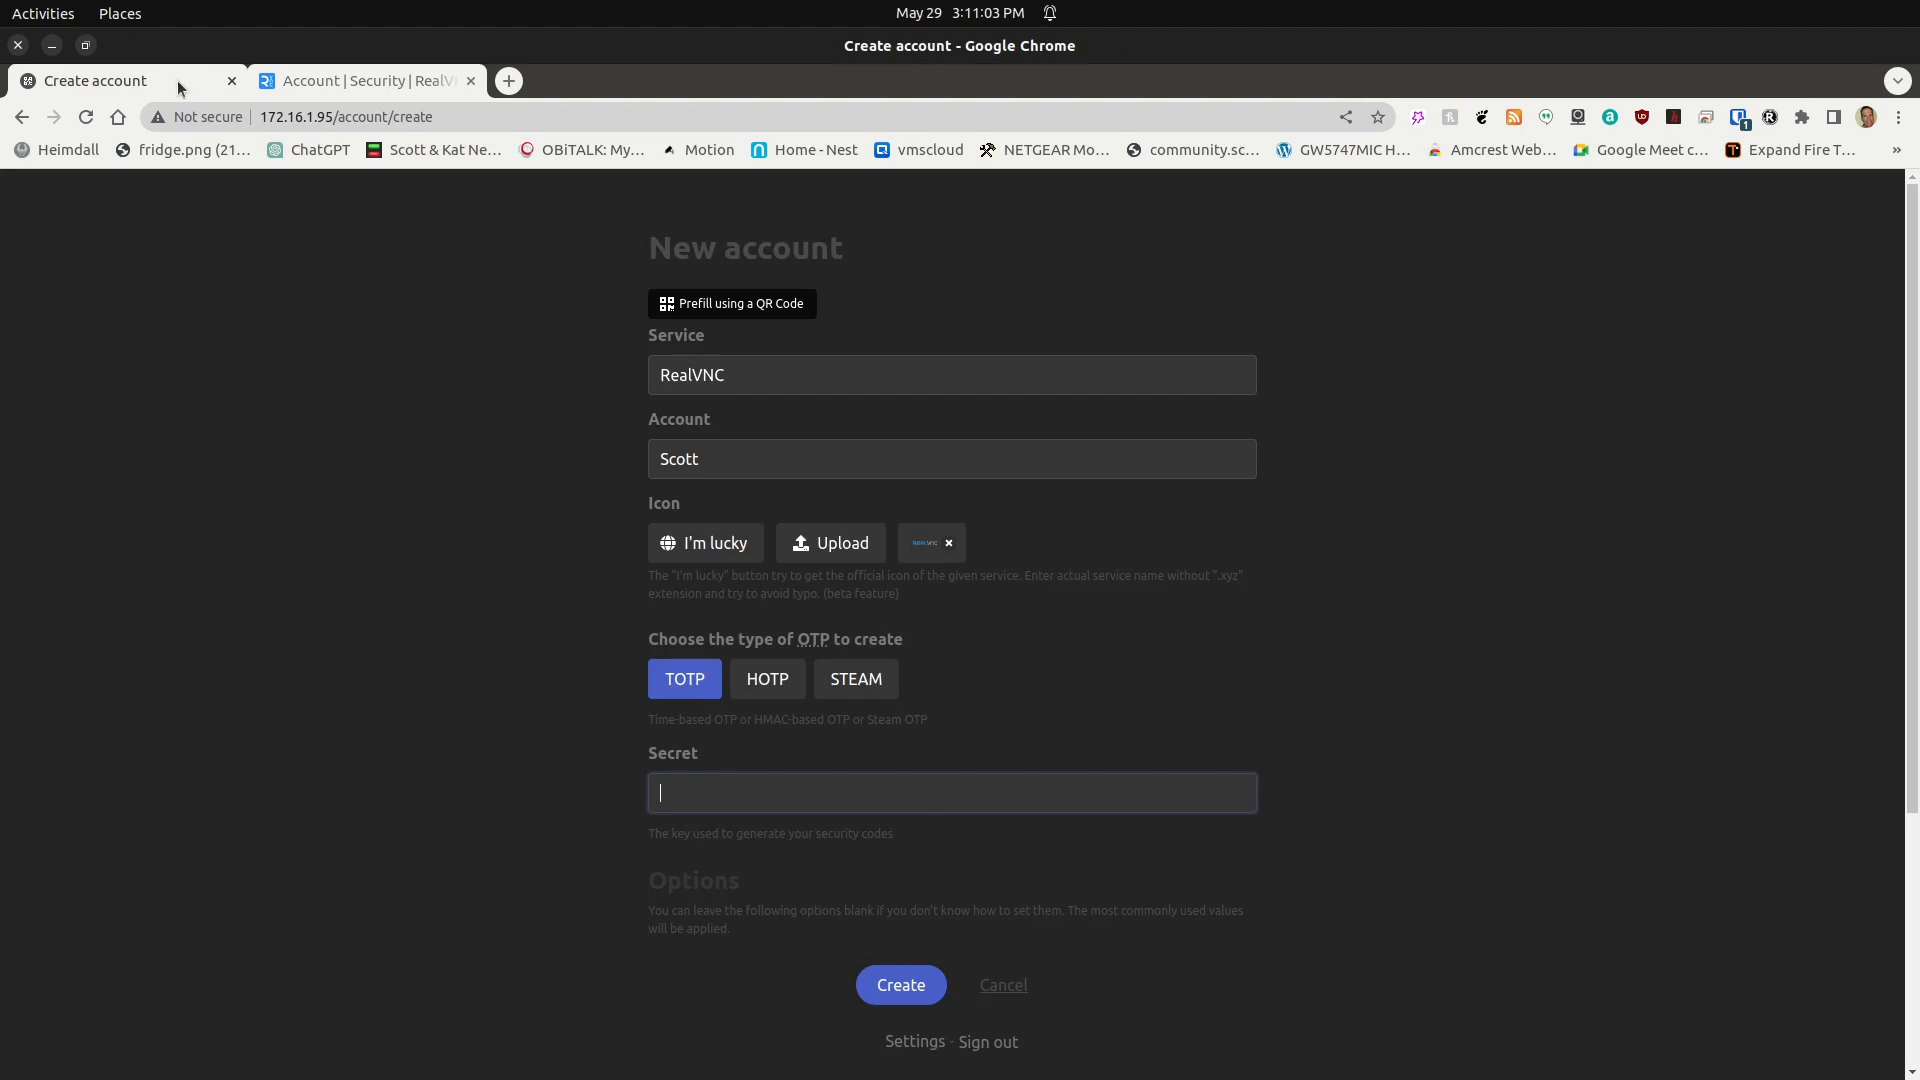 Activities Places May 29 3:11:03 PM
Create account - Google Chrome
Create account Account | Security | RealV
Not secure 172.16.1.95/account/create
Heimdall fridge.png (21... ChatGPT Scott & Kat Ne... OBiTALK: My... Motion Home - Nest vmscloud NETGEAR Mo... community.sc... GW5747MIC H... Amcrest Web... Google Meet c... Expand Fire T... »
New account
Prefill using a QR Code
Service
RealVNC
Account
Scott
Icon
I'm lucky Upload
The "I'm lucky" button try to get the official icon of the given service. Enter actual service name without ".xyz"
extension and try to avoid typo. (beta feature)
Choose the type of OTP to create
TOTP HOTP STEAM
Time-based OTP or HMAC-based OTP or Steam OTP
Secret
The key used to generate your security codes
Options
You can leave the following options blank if you don't know how to set them. The most commonly used values
will be applied.
Create Cancel
Settings - Sign out